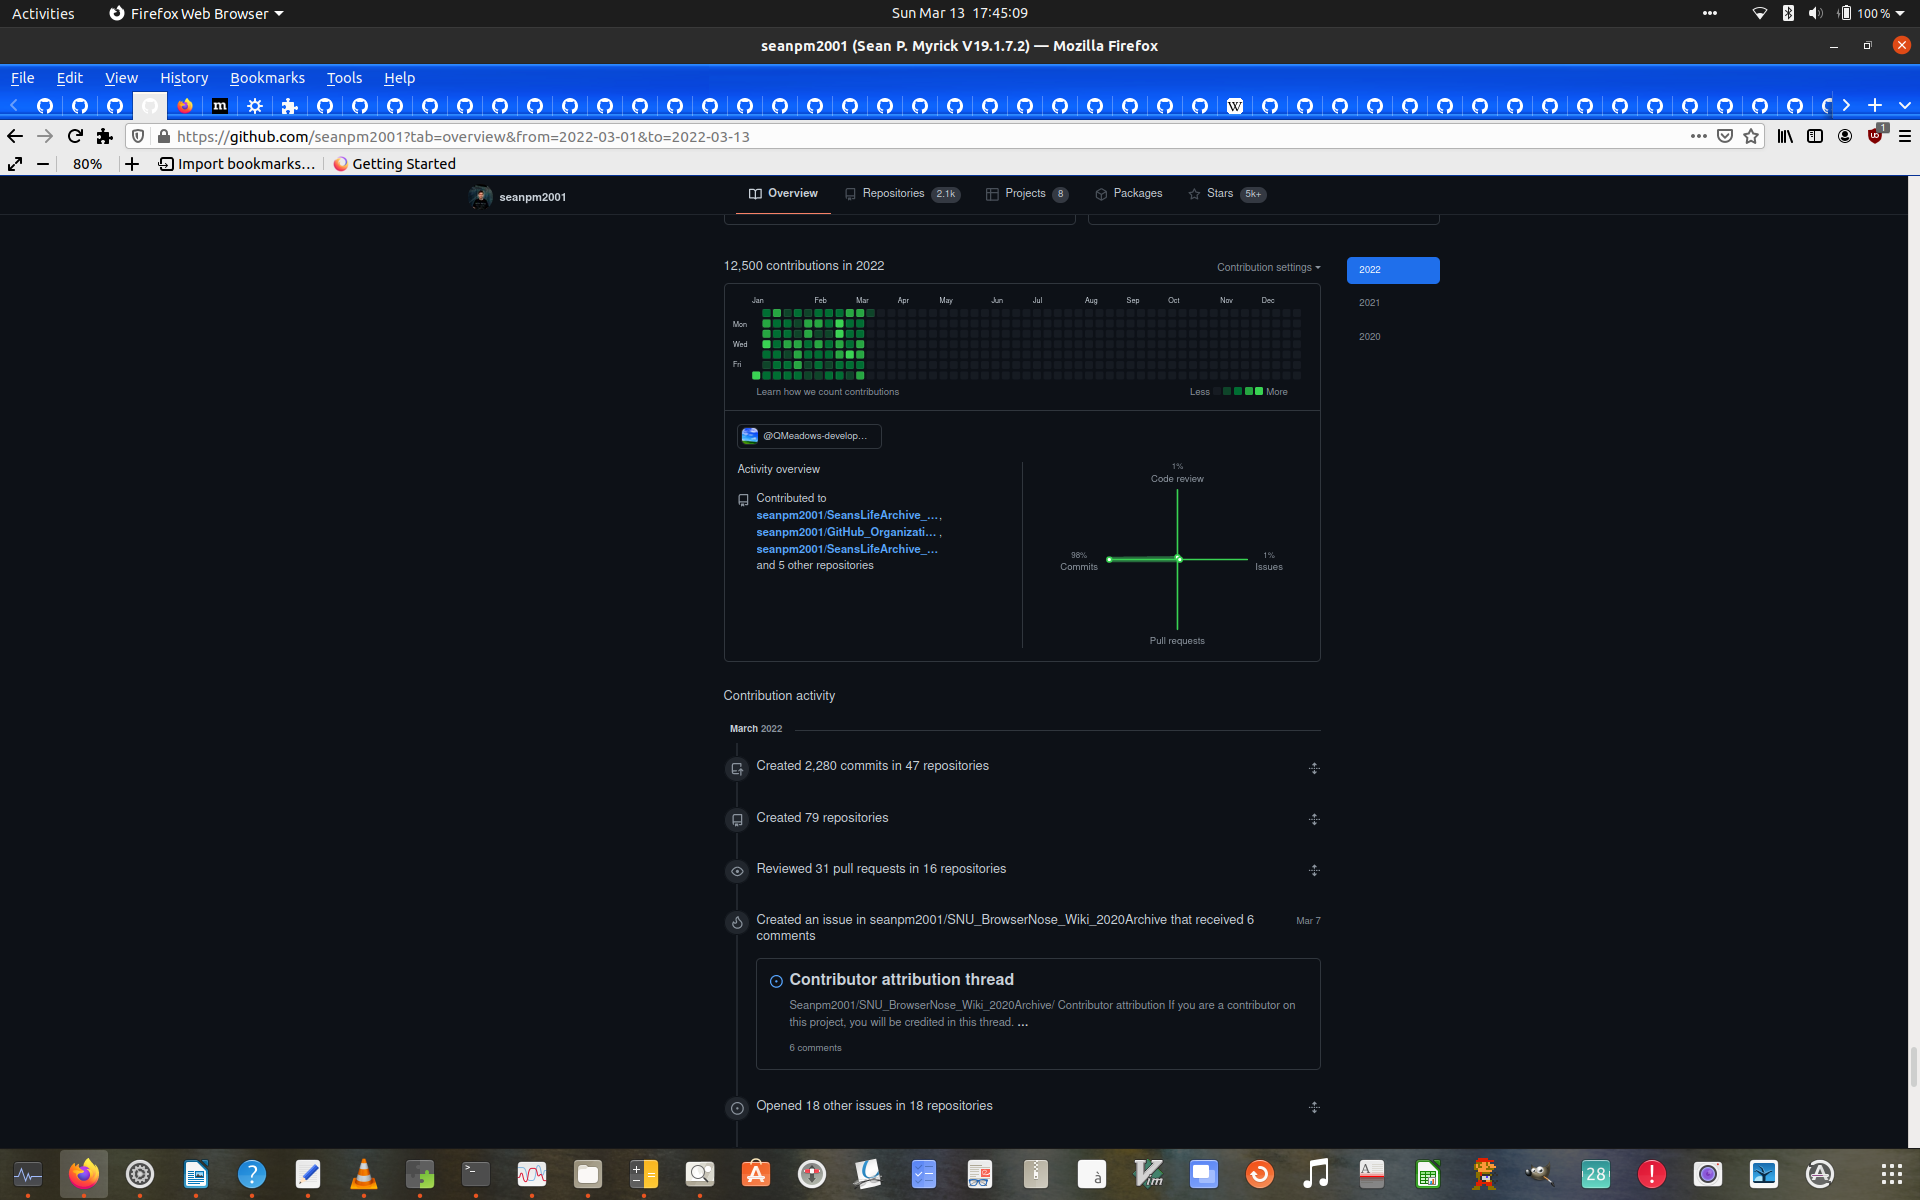 Activities
Firefox Web Browser
Sun Mar 13 17:45:09
100 %
seanpm2001 (Sean P. Myrick V19.1.7.2) — Mozilla Firefox
File Edit View History Bookmarks Tools Help
m
W
https://github.com/seanpm2001?tab=overview&from=2022-03-01&to=2022-03-13
1
80%
Import bookmarks…
Getting Started
seanpm2001
Overview
Repositories 2.1k
Projects 8
Packages
Stars 5k+
12,500 contributions in 2022
Contribution settings
2022
2021
2020
Jan Feb Mar Apr May Jun Jul Aug Sep Oct Nov Dec
Mon
Wed
Fri
Learn how we count contributions
Less More
@QMeadows-develop…
Activity overview
Contributed to
seanpm2001/SeansLifeArchive_… ,
seanpm2001/GitHub_Organizati… ,
seanpm2001/SeansLifeArchive_…
and 5 other repositories
1%
Code review
98%
Commits
1%
Issues
Pull requests
Contribution activity
March 2022
Created 2,280 commits in 47 repositories
Created 79 repositories
Reviewed 31 pull requests in 16 repositories
Created an issue in seanpm2001/SNU_BrowserNose_Wiki_2020Archive that received 6
comments
Mar 7
Contributor attribution thread
Seanpm2001/SNU_BrowserNose_Wiki_2020Archive/ Contributor attribution If you are a contributor on
this project, you will be credited in this thread. …
6 comments
Opened 18 other issues in 18 repositories
?
>_
à
Vim
A
28
!